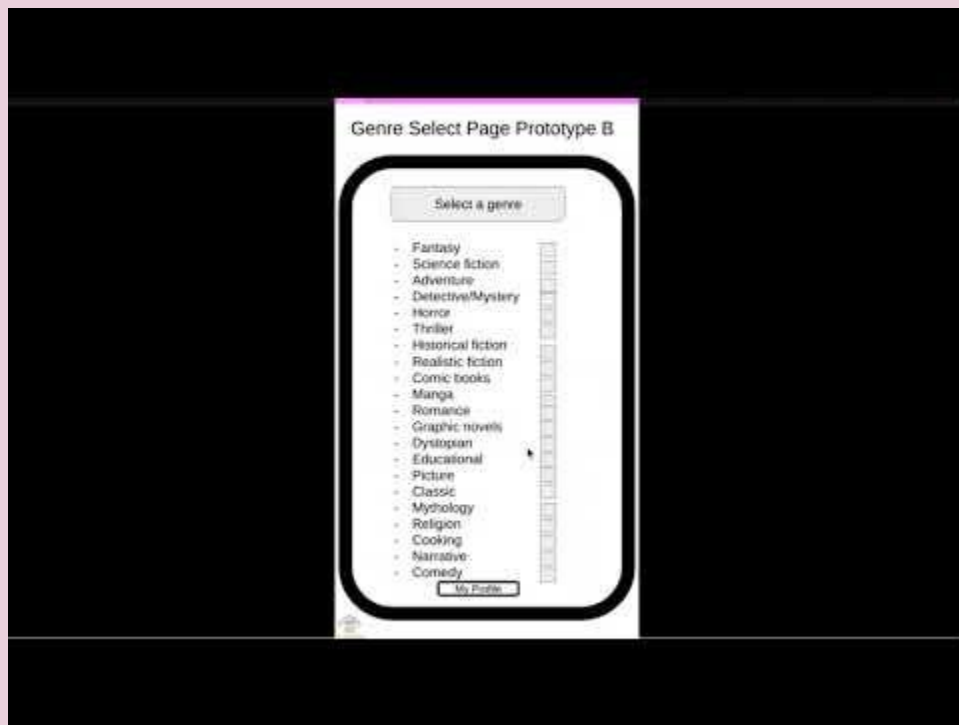 Genre Select Page Prototype B
Select a genre
- Fantasy
- Science fiction
- Adventure
- Detective/Mystery
- Horror
- Thriller
- Historical fiction
- Realistic fiction
- Comic books
- Manga
- Romance
- Graphic novels
- Dystopian
- Educational
- Picture
- Classic
- Mythology
- Religion
- Cooking
- Narrative
- Comedy
My Profile